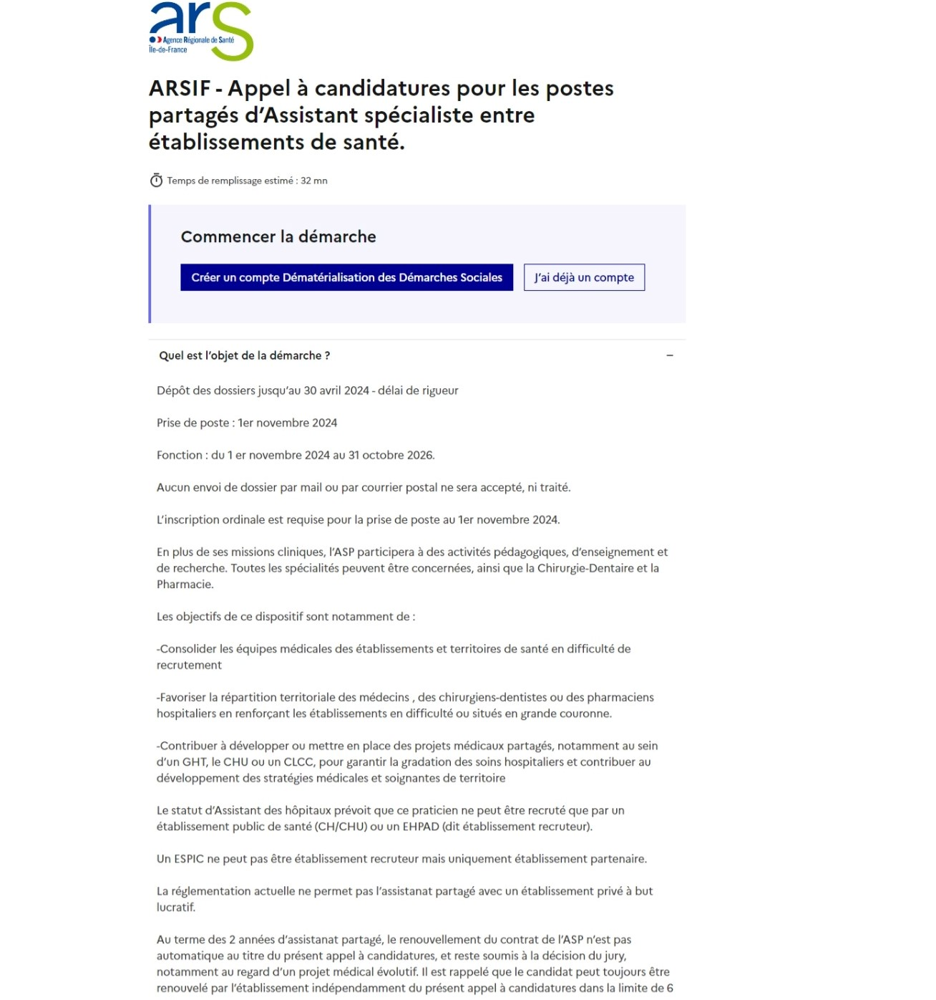 ars
Agence Régionale de Santé
Île-de-France
ARSIF - Appel à candidatures pour les postes
partagés d’Assistant spécialiste entre
établissements de santé.
Temps de remplissage estimé : 32 mn
Commencer la démarche
Créer un compte Dématérialisation des Démarches Sociales
J’ai déjà un compte
Quel est l’objet de la démarche ?
Dépôt des dossiers jusqu’au 30 avril 2024 - délai de rigueur
Prise de poste : 1er novembre 2024
Fonction : du 1 er novembre 2024 au 31 octobre 2026.
Aucun envoi de dossier par mail ou par courrier postal ne sera accepté, ni traité.
L’inscription ordinale est requise pour la prise de poste au 1er novembre 2024.
En plus de ses missions cliniques, l’ASP participera à des activités pédagogiques, d’enseignement et
de recherche. Toutes les spécialités peuvent être concernées, ainsi que la Chirurgie-Dentaire et la
Pharmacie.
Les objectifs de ce dispositif sont notamment de :
-Consolider les équipes médicales des établissements et territoires de santé en difficulté de
recrutement
-Favoriser la répartition territoriale des médecins , des chirurgiens-dentistes ou des pharmaciens
hospitaliers en renforçant les établissements en difficulté ou situés en grande couronne.
-Contribuer à développer ou mettre en place des projets médicaux partagés, notamment au sein
d’un GHT, le CHU ou un CLCC, pour garantir la gradation des soins hospitaliers et contribuer au
développement des stratégies médicales et soignantes de territoire
Le statut d’Assistant des hôpitaux prévoit que ce praticien ne peut être recruté que par un
établissement public de santé (CH/CHU) ou un EHPAD (dit établissement recruteur).
Un ESPIC ne peut pas être établissement recruteur mais uniquement établissement partenaire.
La réglementation actuelle ne permet pas l’assistanat partagé avec un établissement privé à but
lucratif.
Au terme des 2 années d’assistanat partagé, le renouvellement du contrat de l’ASP n’est pas
automatique au titre du présent appel à candidatures, et reste soumis à la décision du jury,
notamment au regard d’un projet médical évolutif. Il est rappelé que le candidat peut toujours être
renouvelé par l’établissement indépendamment du présent appel à candidatures dans la limite de 6